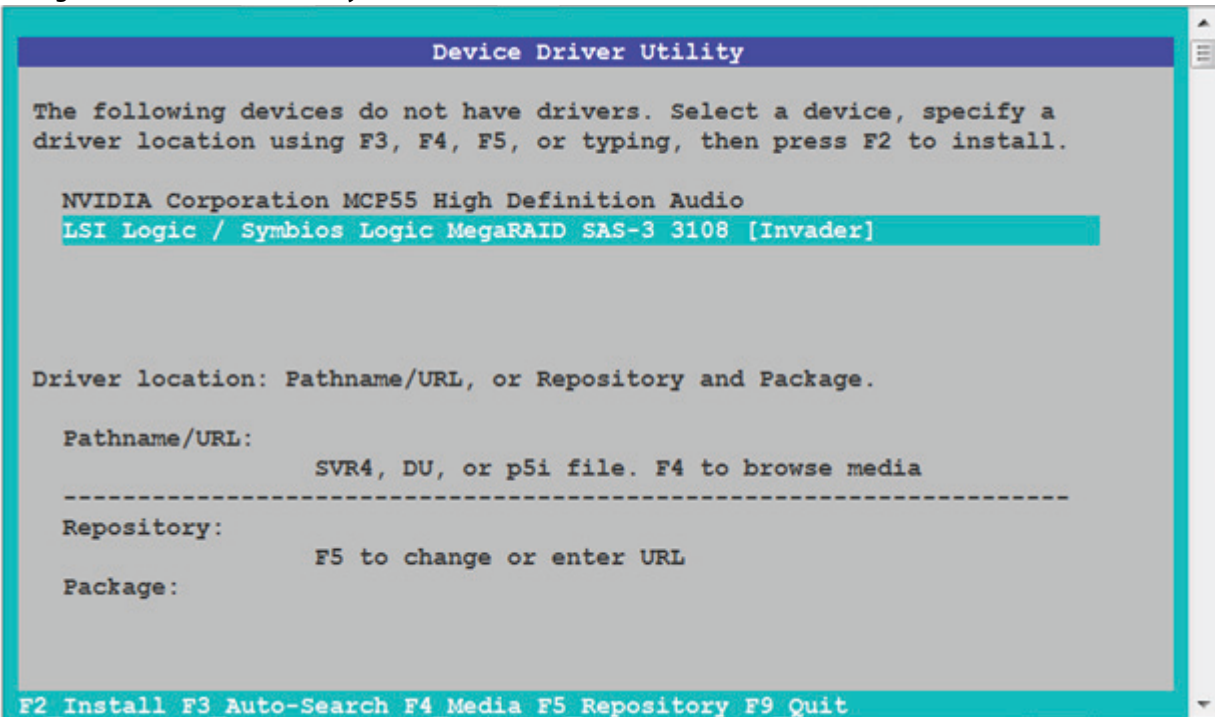 Device Driver Utility
The following devices do not have drivers. Select a device, specify a
driver location using F3, F4, F5, or typing, then press F2 to install.
NVIDIA Corporation MCP55 High Definition Audio
LSI Logic / Symbios Logic MegaRAID SAS-3 3108 [Invader]
Driver location: Pathname/URL, or Repository and Package.
Pathname/URL:
SVR4, DU, or p5i file. F4 to browse media
-------------------------------------------------------------------
Repository:
F5 to change or enter URL
Package:
F2 Install F3 Auto-Search F4 Media F5 Repository F9 Quit